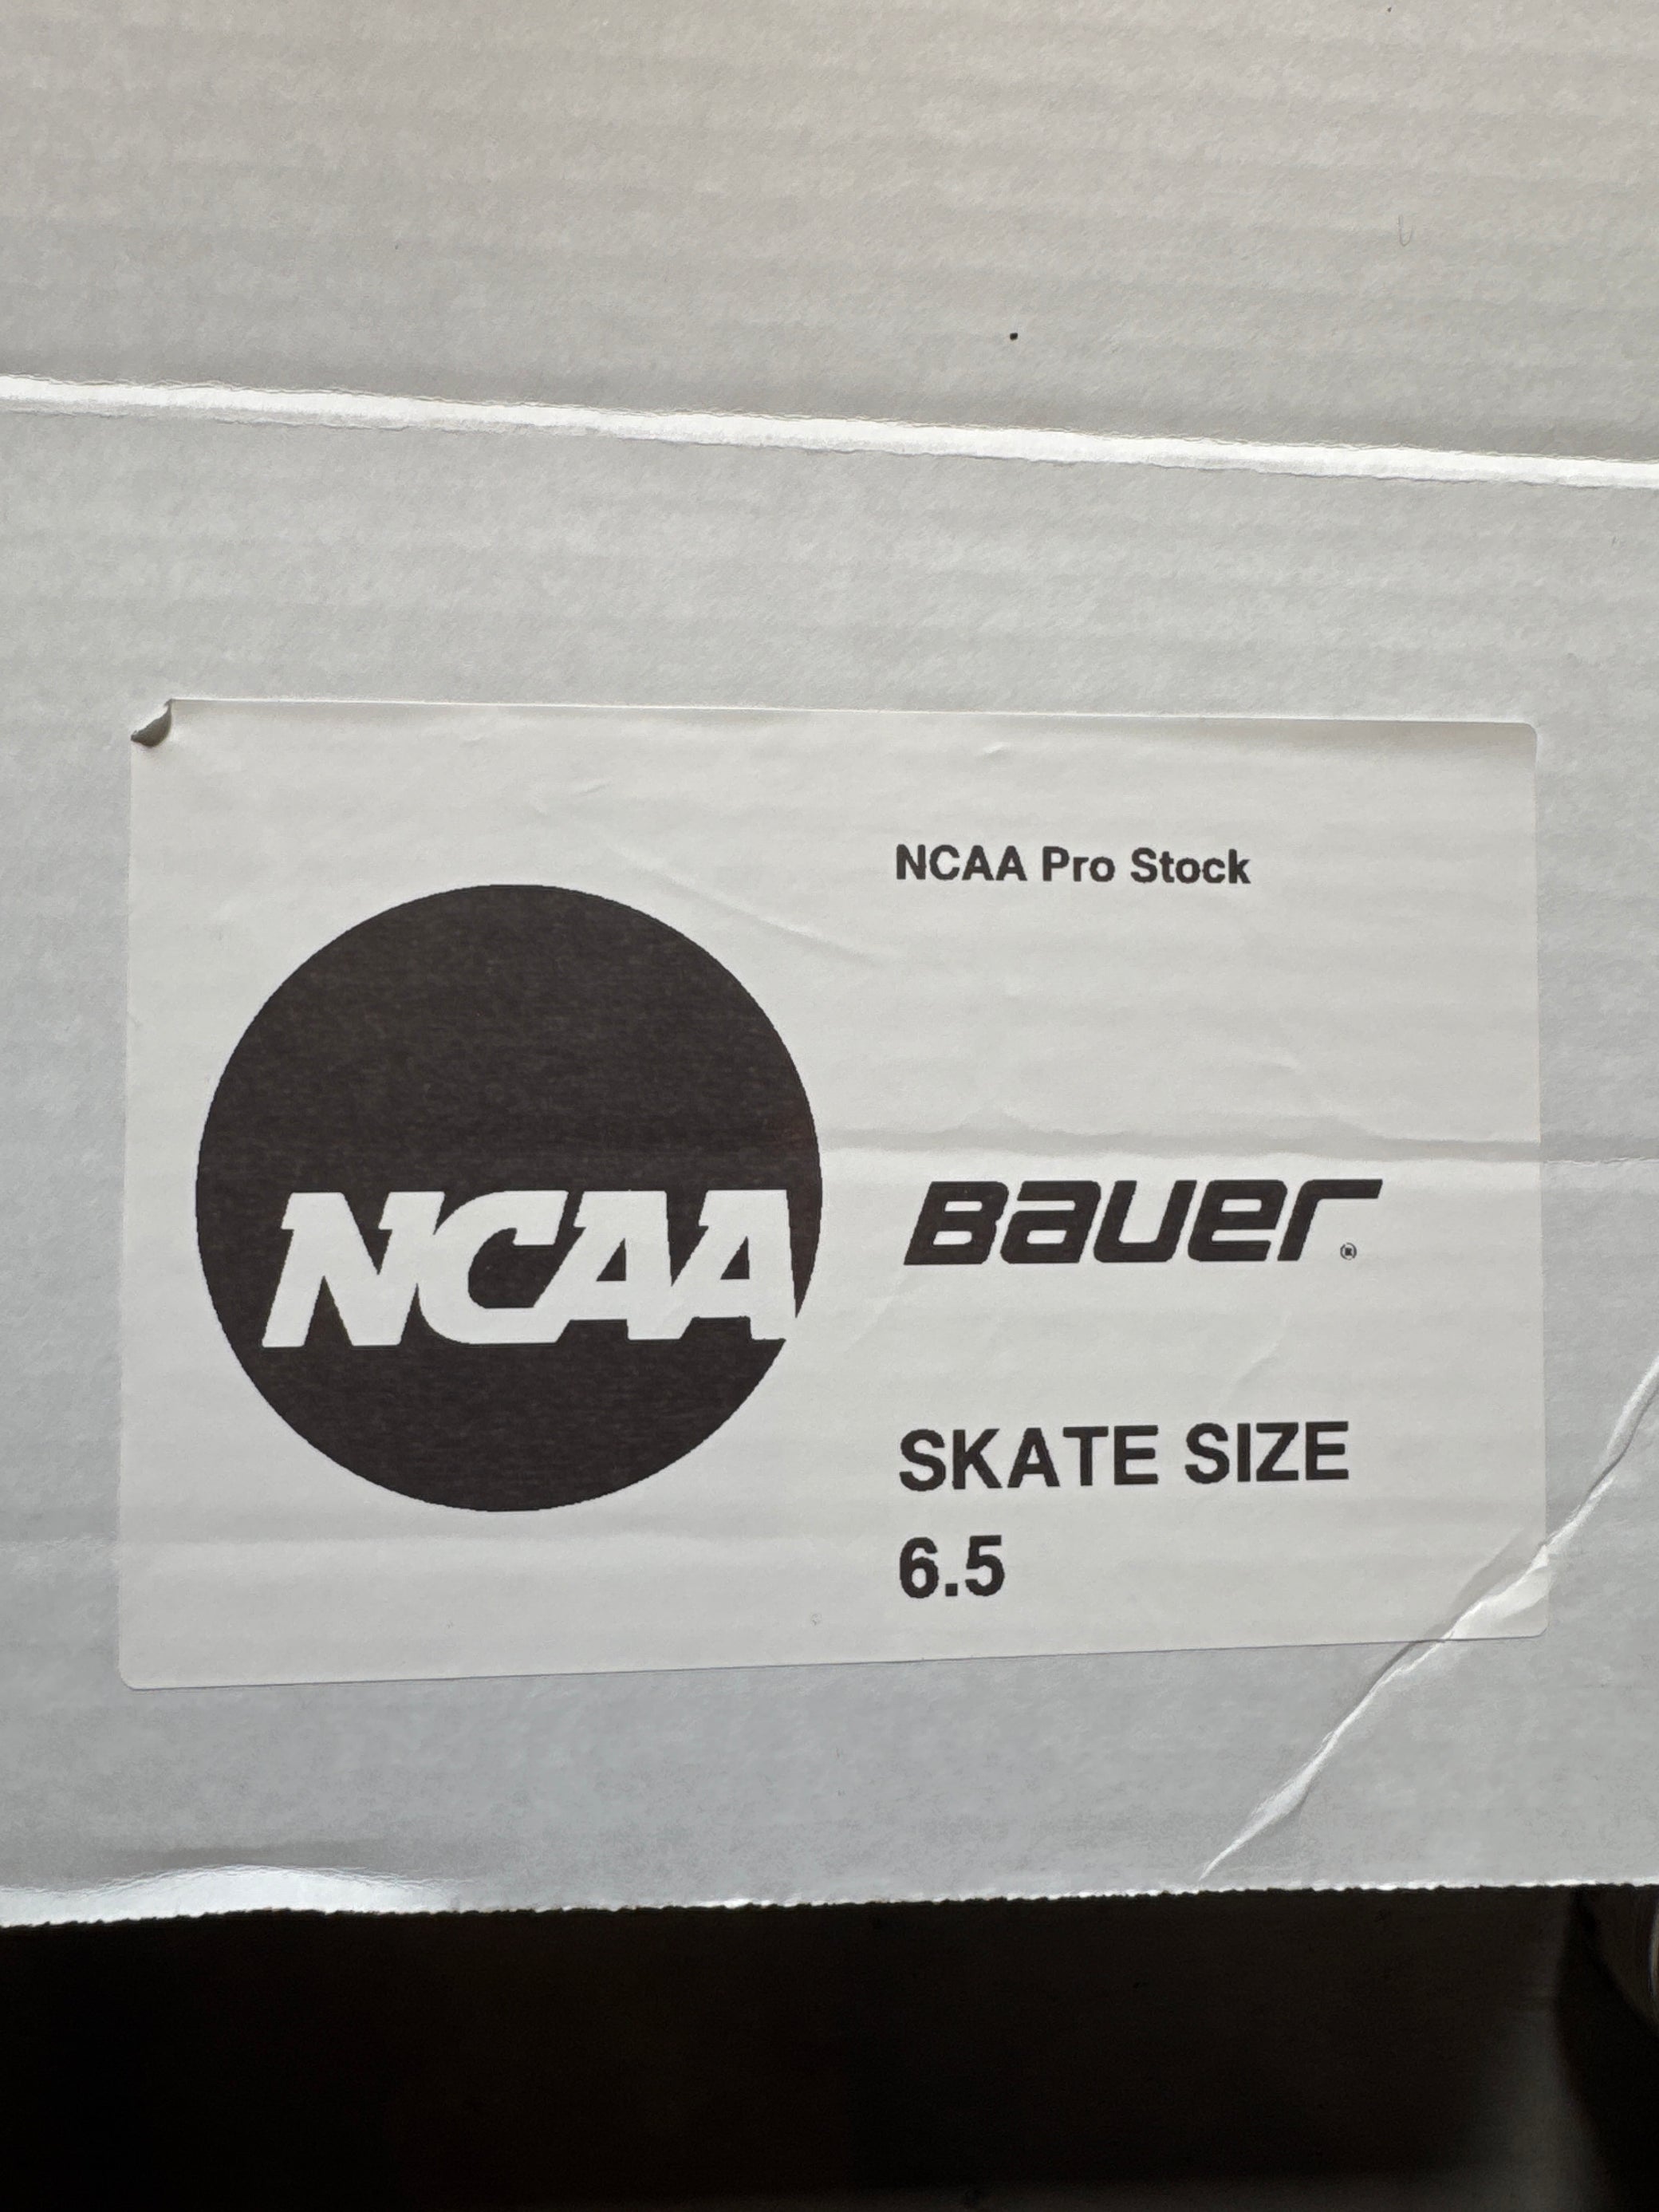 NCAA Pro Stock
NCAA
BAUER®
SKATE SIZE
6.5